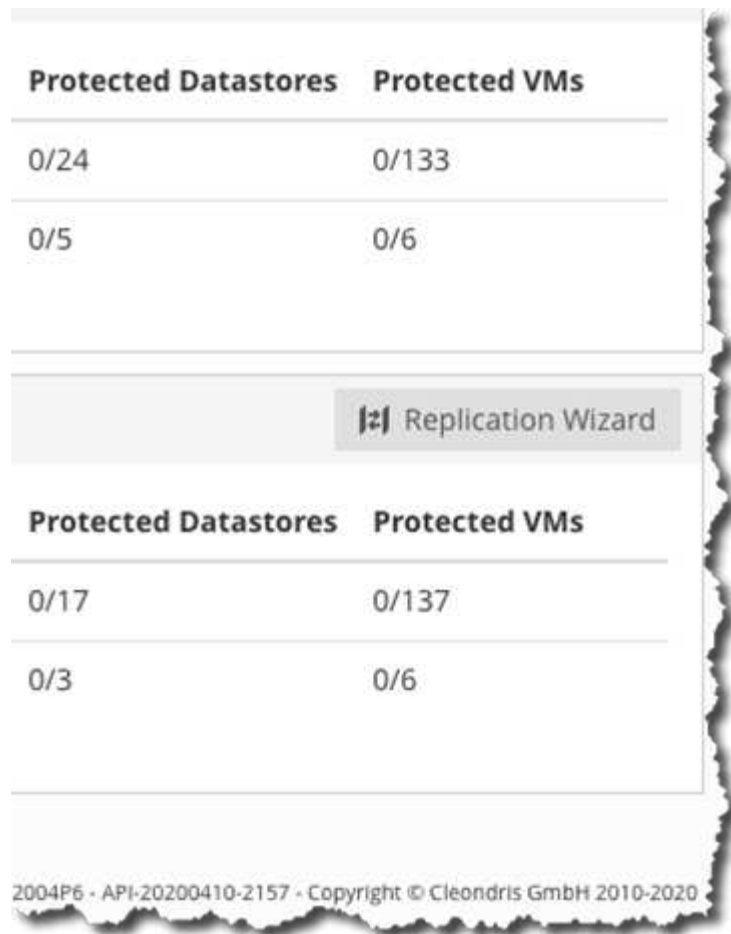 Protected Datastores Protected VMs
0/24 0/133
0/5 0/6
Replication Wizard
Protected Datastores Protected VMs
0/17 0/137
0/3 0/6
2004P6 - API-20200410-2157 - Copyright © Cleondris GmbH 2010-2020